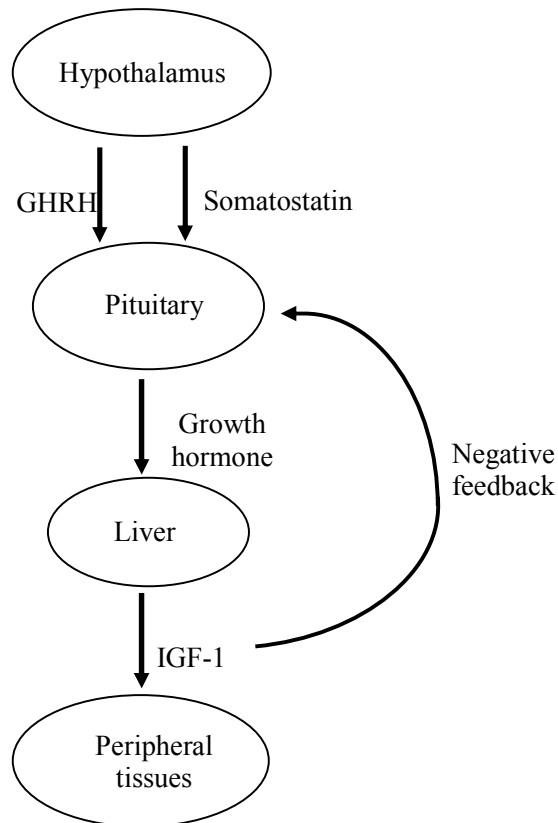 Hypothalamus
GHRH
Somatostatin
Pituitary
Growth
hormone
Negative
feedback
Liver
IGF-1
Peripheral
tissues